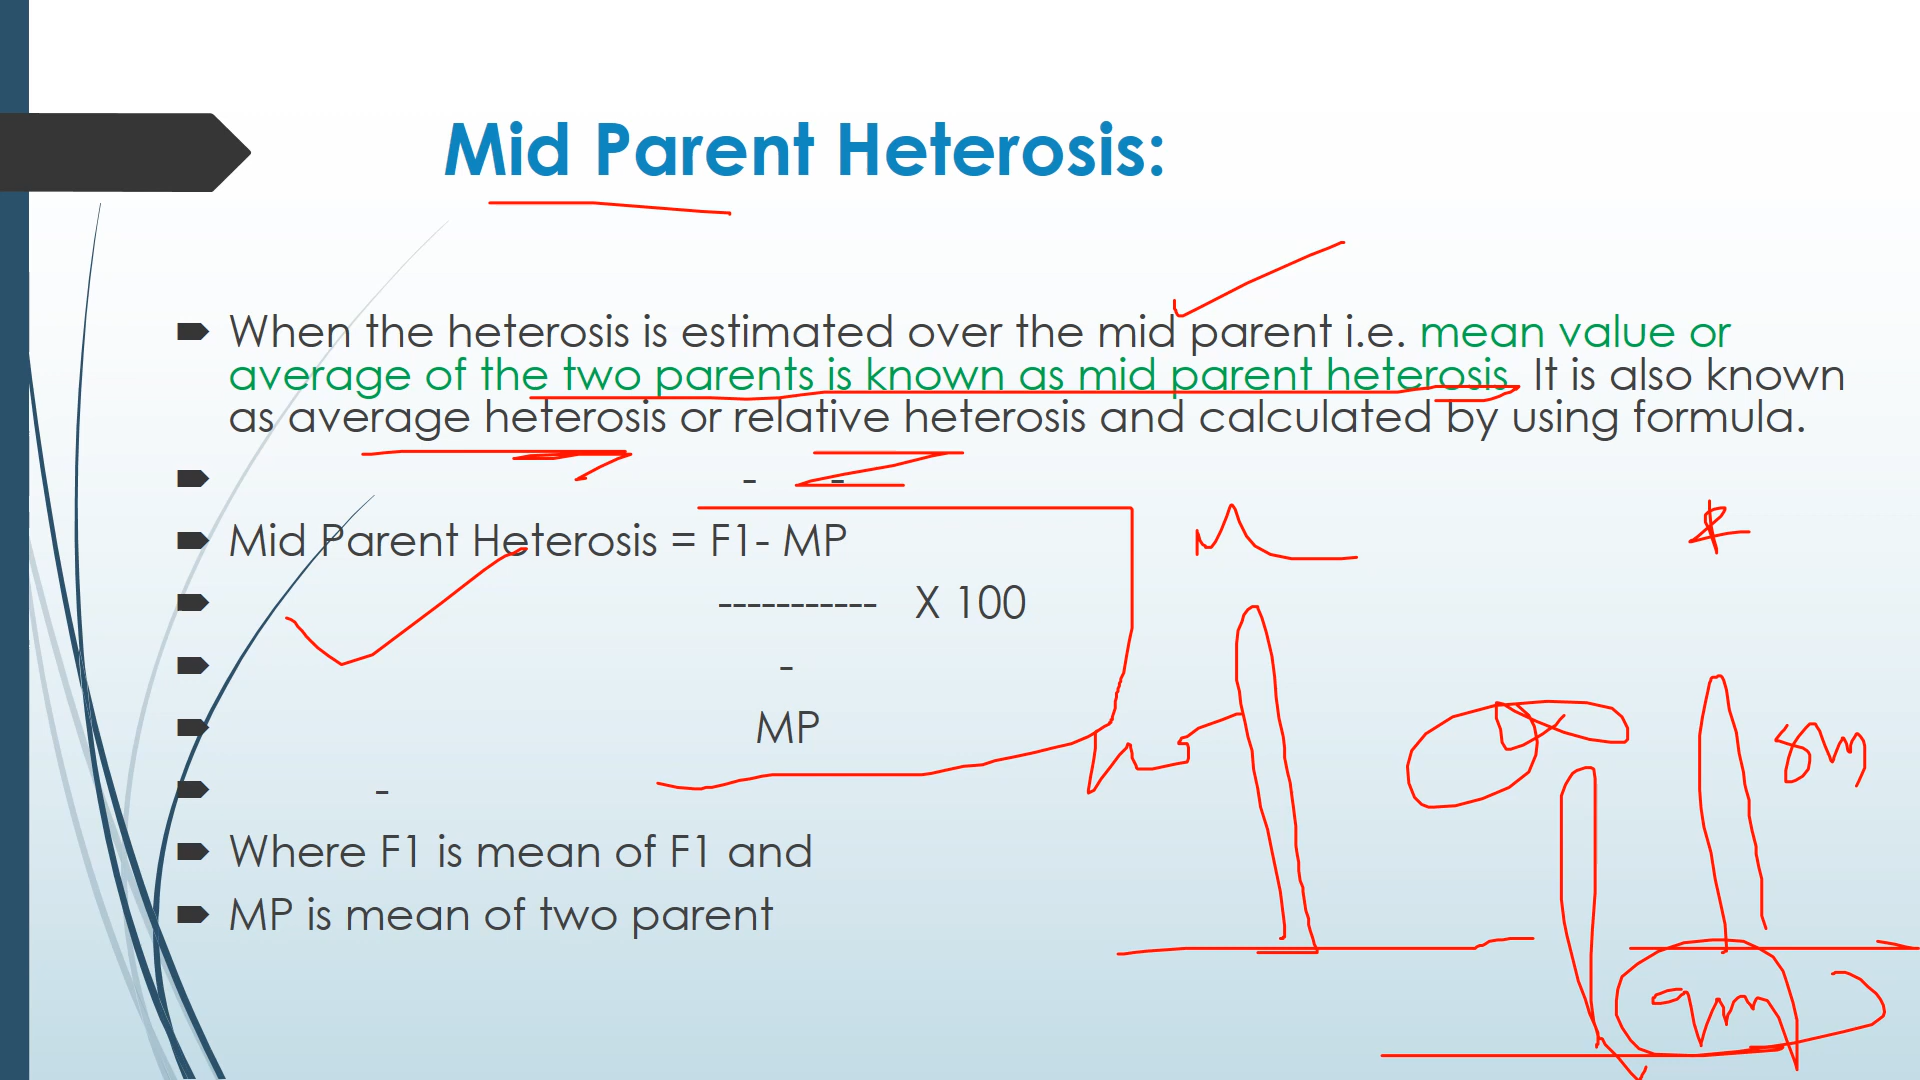 Mid Parent Heterosis:
When the heterosis is estimated over the mid parent i.e. mean value or
average of the two parents is known as mid parent heterosis. It is also known
as average heterosis or relative heterosis and calculated by using formula.
- -
Mid Parent Heterosis = F1- MP
----------- X 100
-
MP
-
Where F1 is mean of F1 and
MP is mean of two parent